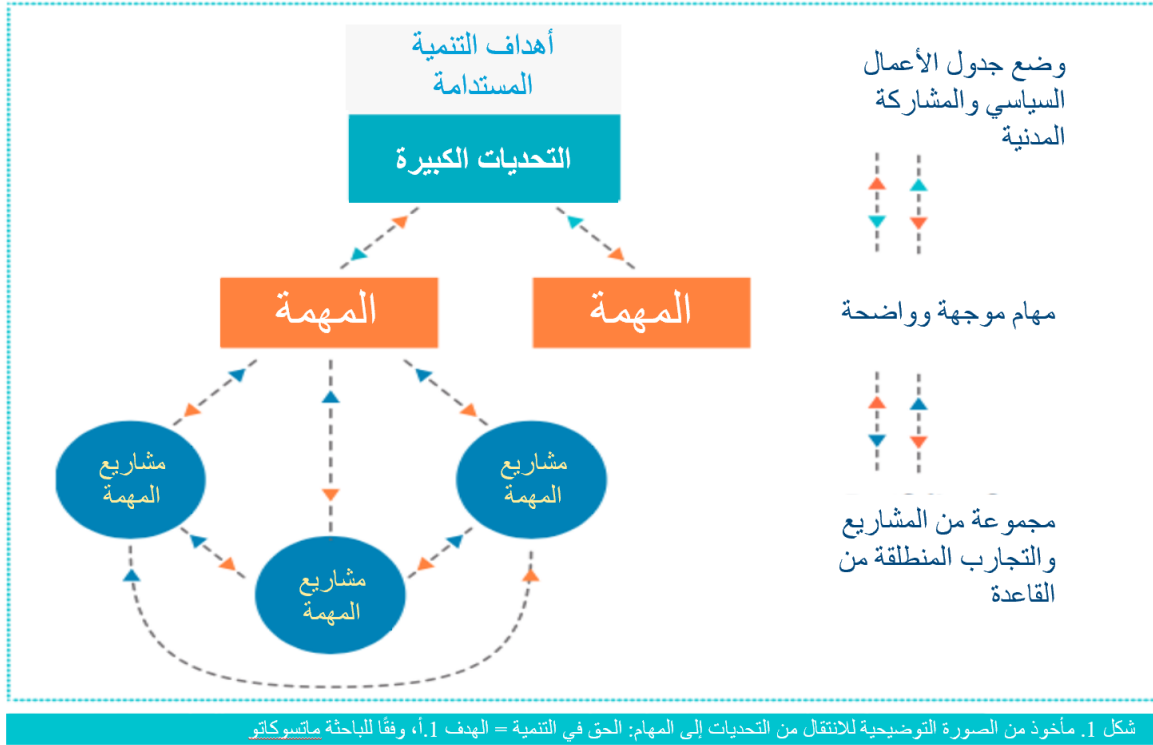 أهداف التنمية
المستدامة
التحديات الكبيرة
وضع جدول الأعمال
السياسي والمشاركة
المدنية
المهمة
المهمة
مهام موجهة وواضحة
مشاريع
المهمة
مشاريع
المهمة
مشاريع
المهمة
مجموعة من المشاريع
والتجارب المنطلقة من
القاعدة
شكل 1. مأخوذ من الصورة التوضيحية للانتقال من التحديات إلى المهام: الحق في التنمية = الهدف 1.أ، وفقًا للباحثة ماتسوكاتو